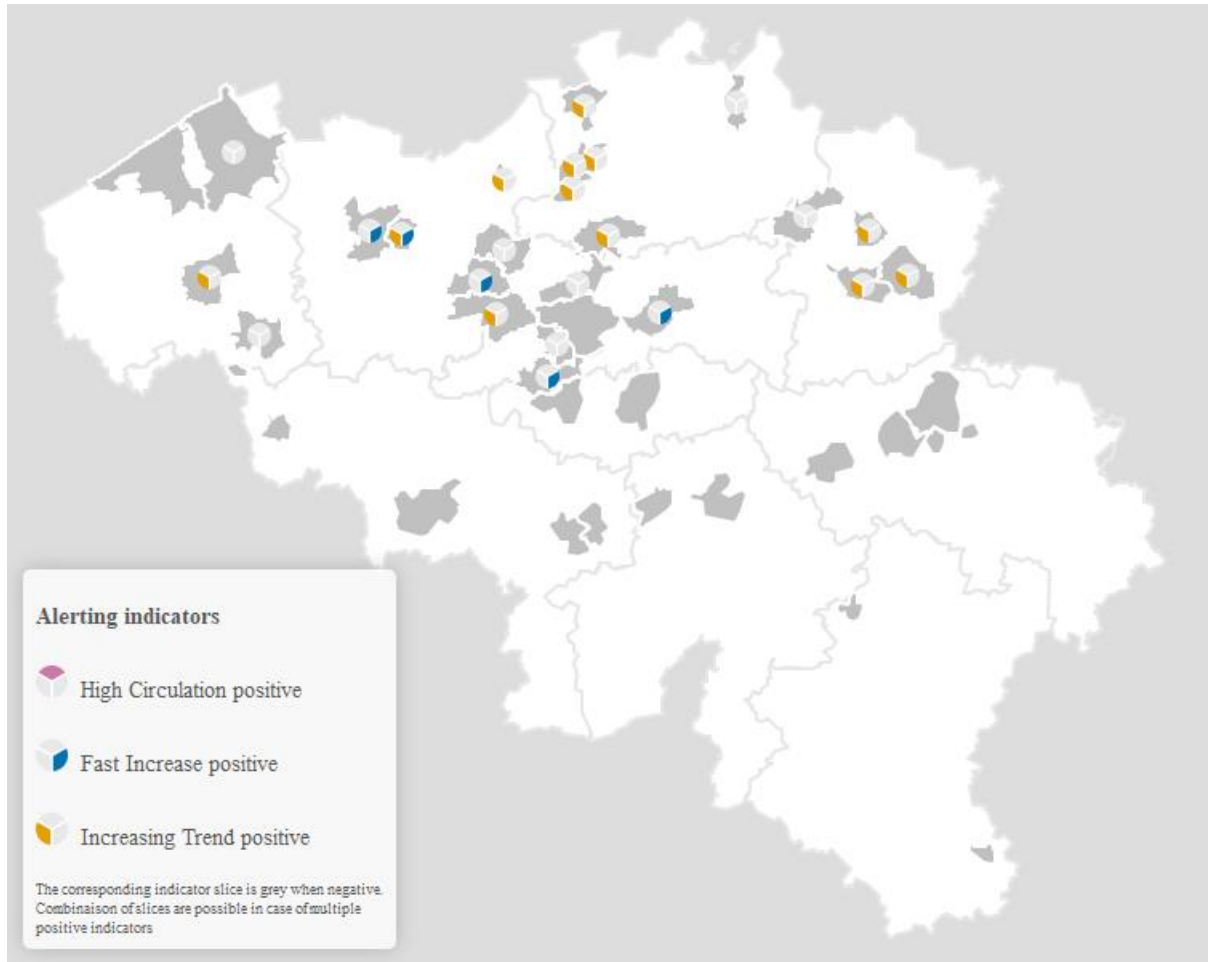 Alerting indicators
High Circulation positive
Fast Increase positive
Increasing Trend positive
The corresponding indicator slice is grey when negative.
Combinaison of slices are possible in case of multiple
positive indicators